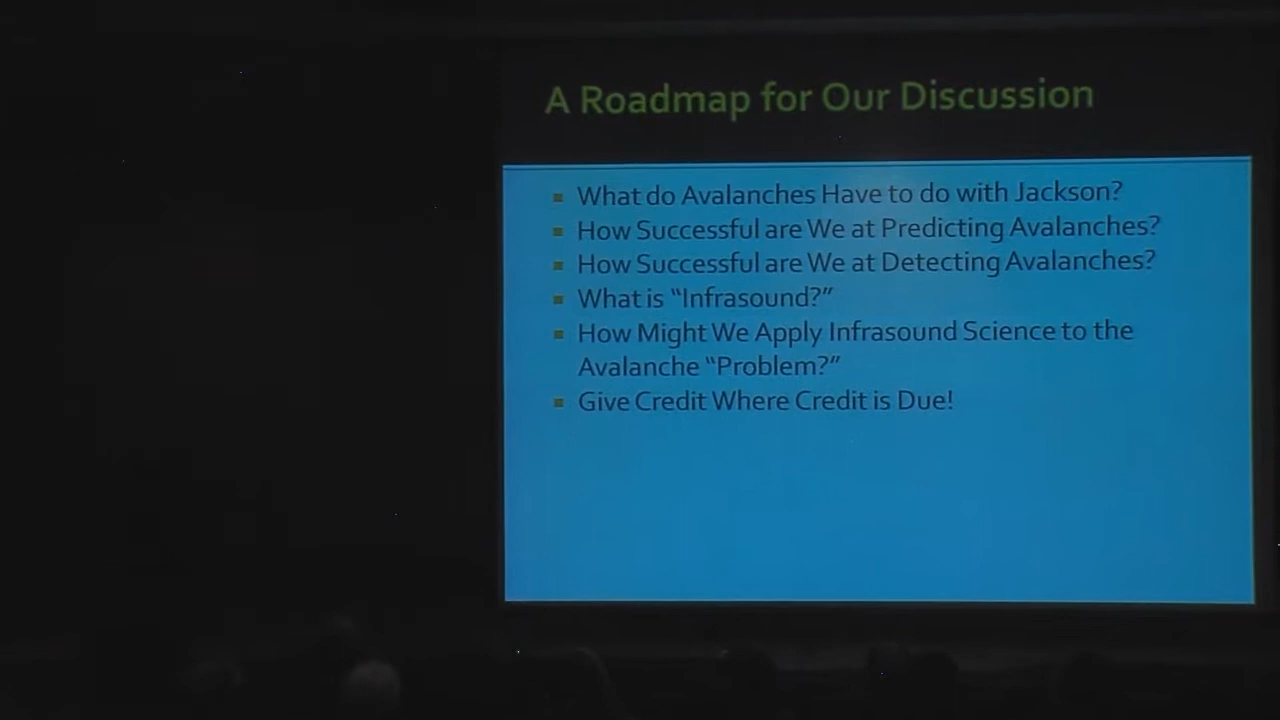 A Roadmap for Our Discussion
What do Avalanches Have to do with Jackson?
How Successful are We at Predicting Avalanches?
How Successful are We at Detecting Avalanches?
What is “Infrasound?”
How Might We Apply Infrasound Science to the
Avalanche “Problem?”
Give Credit Where Credit is Due!